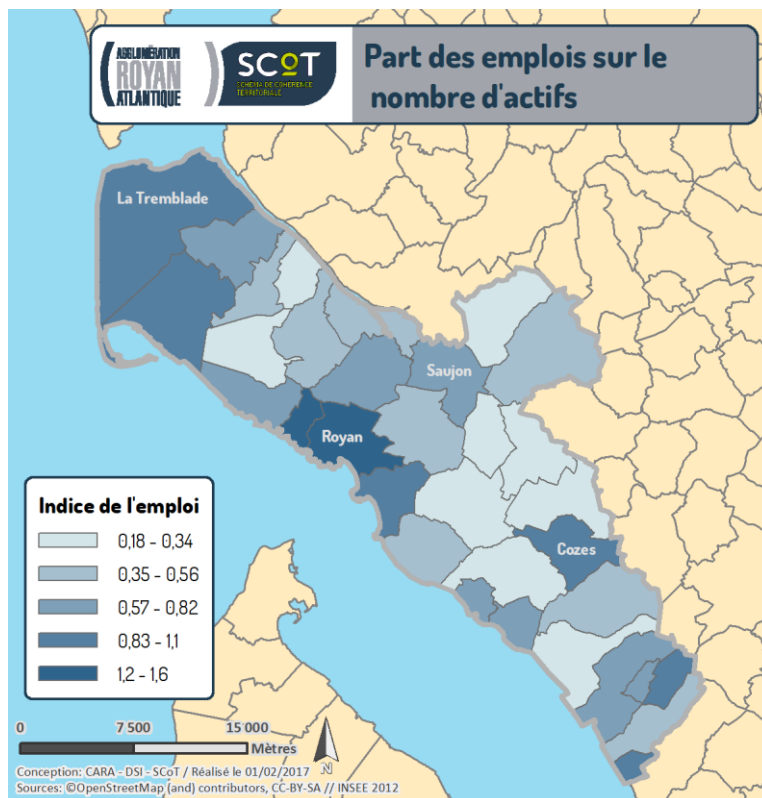 AGGLOMÉRATION
ROYAN
ATLANTIQUE
SCOT
SCHEMA DE COHERENCE
TERRITORIALE
Part des emplois sur le
nombre d'actifs
La Tremblade
Saujon
Royan
Cozes
Indice de l'emploi
0,18 - 0,34
0,35 - 0,56
0,57 - 0,82
0,83 - 1,1
1,2 - 1,6
0 7 500 15 000
Mètres
N
Conception: CARA - DSI - SCoT / Réalisé le 01/02/2017
Sources: ©OpenStreetMap (and) contributors, CC-BY-SA // INSEE 2012